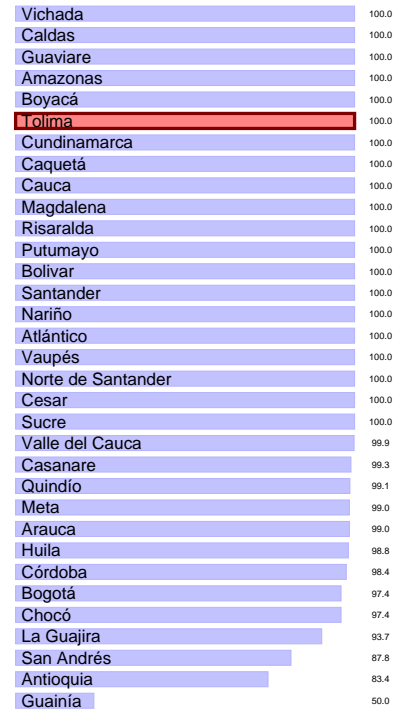 Vichada 100.0
Caldas 100.0
Guaviare 100.0
Amazonas 100.0
Boyacá 100.0
Tolima 100.0
Cundinamarca 100.0
Caquetá 100.0
Cauca 100.0
Magdalena 100.0
Risaralda 100.0
Putumayo 100.0
Bolivar 100.0
Santander 100.0
Nariño 100.0
Atlántico 100.0
Vaupés 100.0
Norte de Santander 100.0
Cesar 100.0
Sucre 100.0
Valle del Cauca 99.9
Casanare 99.3
Quindío 99.1
Meta 99.0
Arauca 99.0
Huila 98.8
Córdoba 98.4
Bogotá 97.4
Chocó 97.4
La Guajira 93.7
San Andrés 87.8
Antioquia 83.4
Guainía 50.0